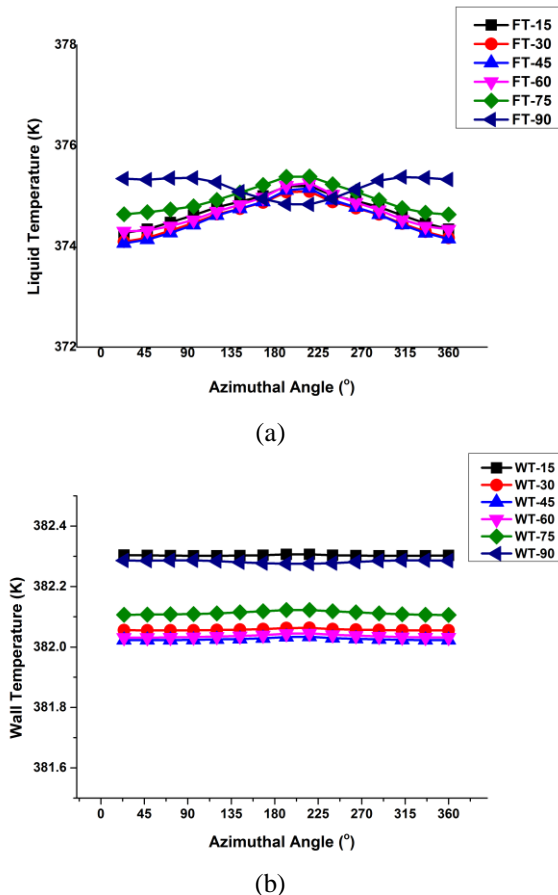 378
376
374
372
Liquid Temperature (K)
0 45 90 135 180 225 270 315 360
Azimuthal Angle (º)
FT-15
FT-30
FT-45
FT-60
FT-75
FT-90
(a)
WT-15
WT-30
WT-45
WT-60
WT-75
WT-90
382.4
382.2
382.0
381.8
381.6
Wall Temperature (K)
0 45 90 135 180 225 270 315 360
Azimuthal Angle (º)
(b)